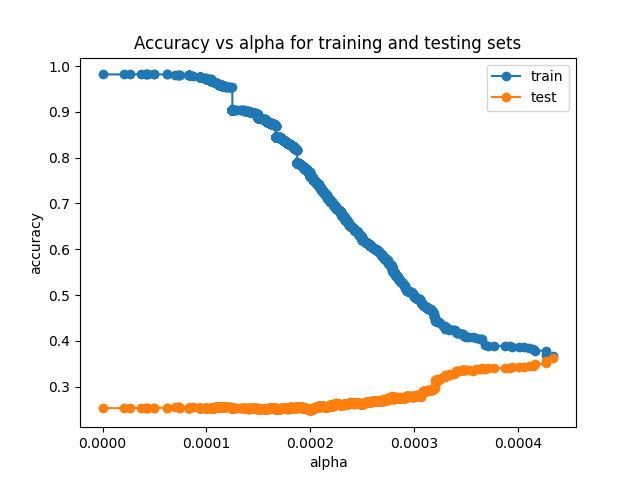 Accuracy vs alpha for training and testing sets
train
test
accuracy
1.0
0.9
0.8
0.7
0.6
0.5
0.4
0.3
0.0000
0.0001
0.0002
0.0003
0.0004
alpha